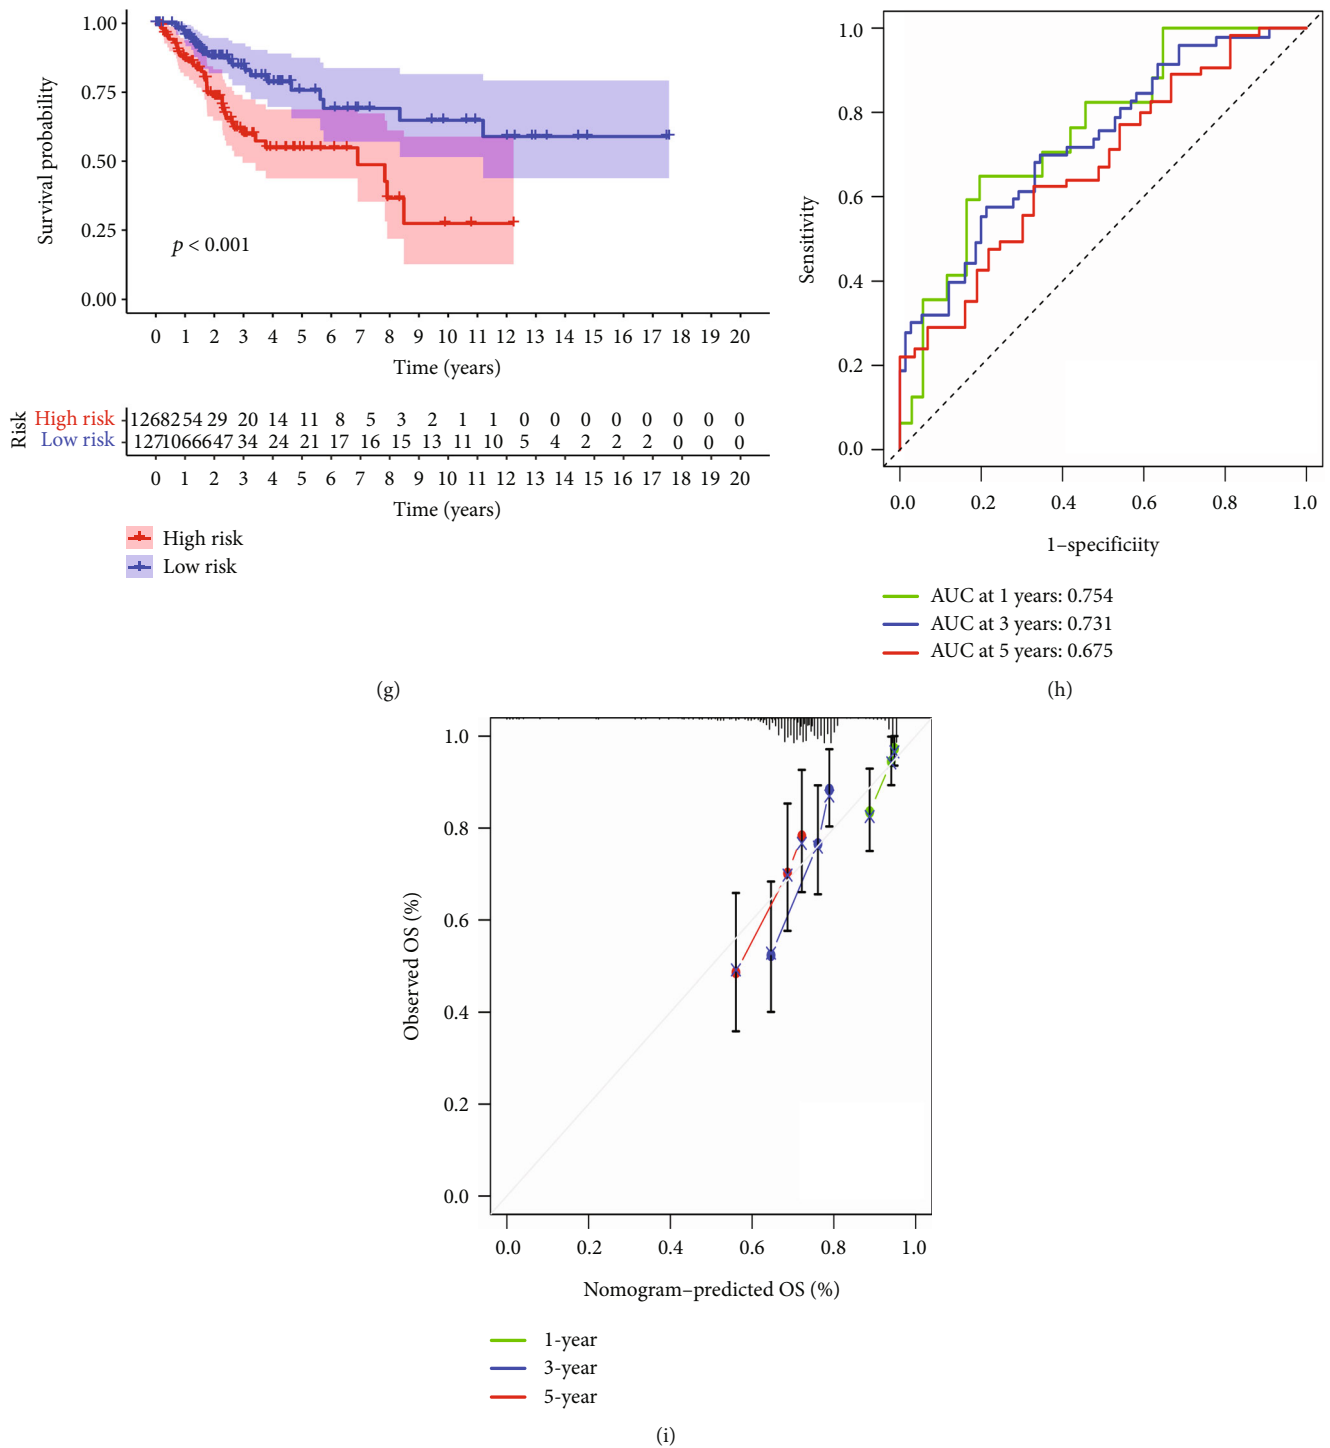 1.00
0.75
0.50
0.25
0.00
Survival probability
p < 0.001
0 1 2 3 4 5 6 7 8 9 10 11 12 13 14 15 16 17 18 19 20
Time (years)
Risk
High risk 126 82 54 29 20 14 11 8 5 3 2 1 1 0 0 0 0 0 0 0 0
Low risk 127 106 66 47 34 24 21 17 16 15 13 11 10 5 4 2 2 2 0 0 0
0 1 2 3 4 5 6 7 8 9 10 11 12 13 14 15 16 17 18 19 20
Time (years)
High risk
Low risk
(g)
1.0
0.8
0.6
0.4
0.2
0.0
Sensitivity
0.0 0.2 0.4 0.6 0.8 1.0
1–specificiity
AUC at 1 years: 0.754
AUC at 3 years: 0.731
AUC at 5 years: 0.675
(h)
1.0
0.8
0.6
0.4
0.2
0.0
Observed OS (%)
0.0 0.2 0.4 0.6 0.8 1.0
Nomogram–predicted OS (%)
1-year
3-year
5-year
(i)